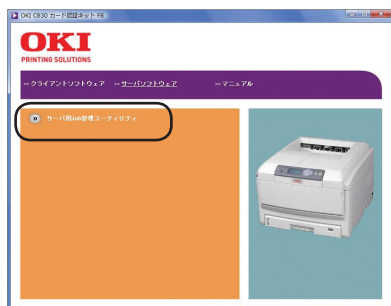 OKI C830 カード認証キット F8
OKI
PRINTING SOLUTIONS
>> クライアントソフトウェア >> サーバソフトウェア >> マニュアル
>> サーバ用Job管理ユーティリティ